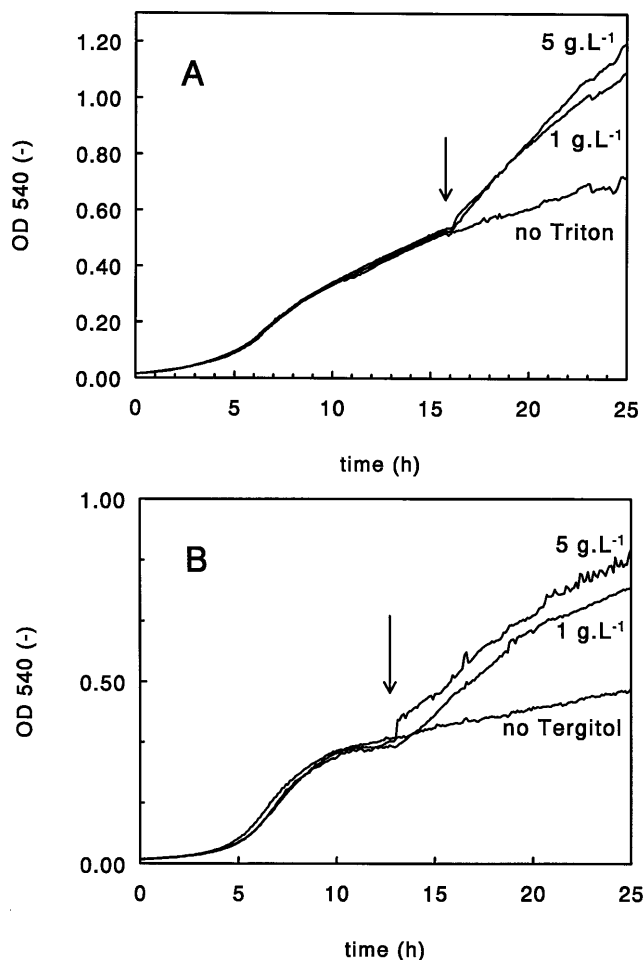 A
OD 540 (-)
1.20
1.00
0.80
0.60
0.40
0.20
0.00
5 g.L-1
1 g.L-1
no Triton
0 5 10 15 20 25
time (h)
B
OD 540 (-)
1.00
0.50
0.00
5 g.L-1
1 g.L-1
no Tergitol
0 5 10 15 20 25
time (h)